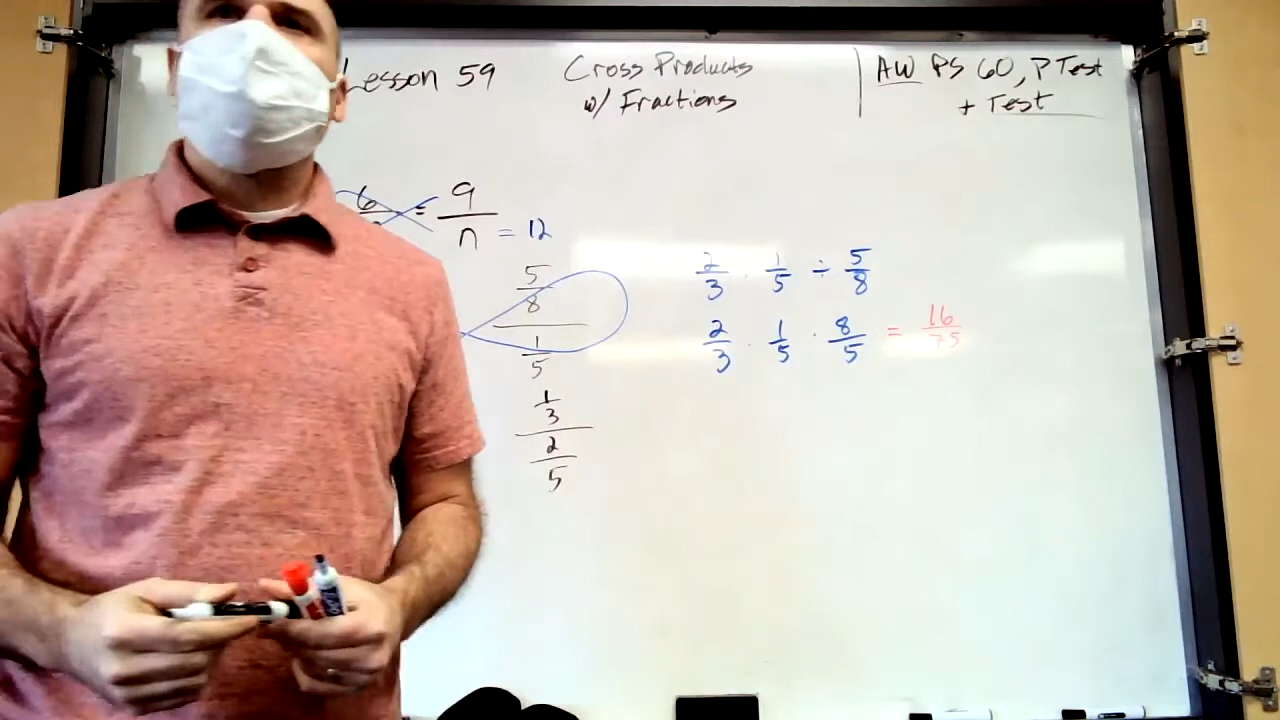 Lesson 59
Cross Products
w/ Fractions
AW PS 60, P Test
+ Test
6/ = 9/n = 12
5/8
1/5
1/3
2/5
2/3 · 1/5 ÷ 5/8
2/3 · 1/5 · 8/5 = 16/75